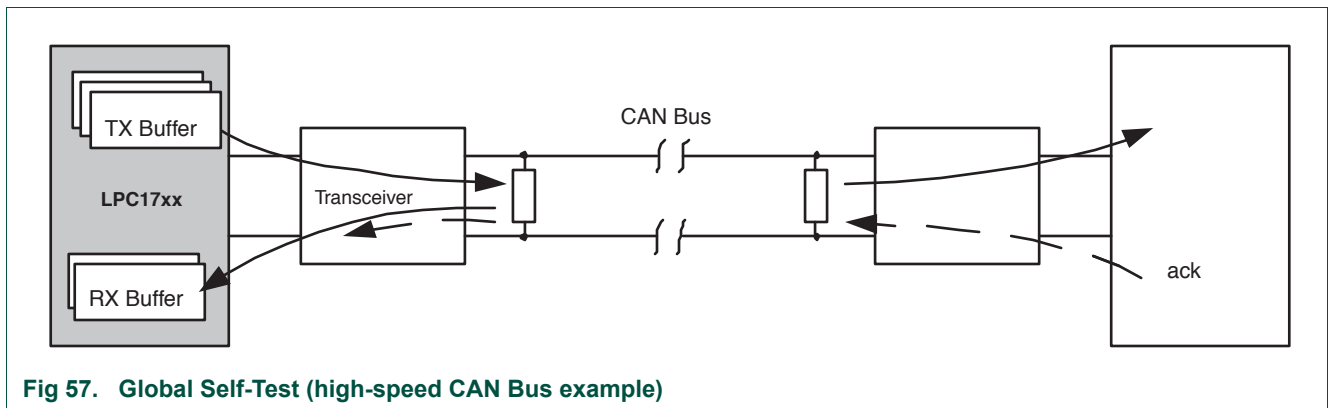 CAN Bus
TX Buffer
LPC17xx
Transceiver
RX Buffer
ack
Fig 57. Global Self-Test (high-speed CAN Bus example)